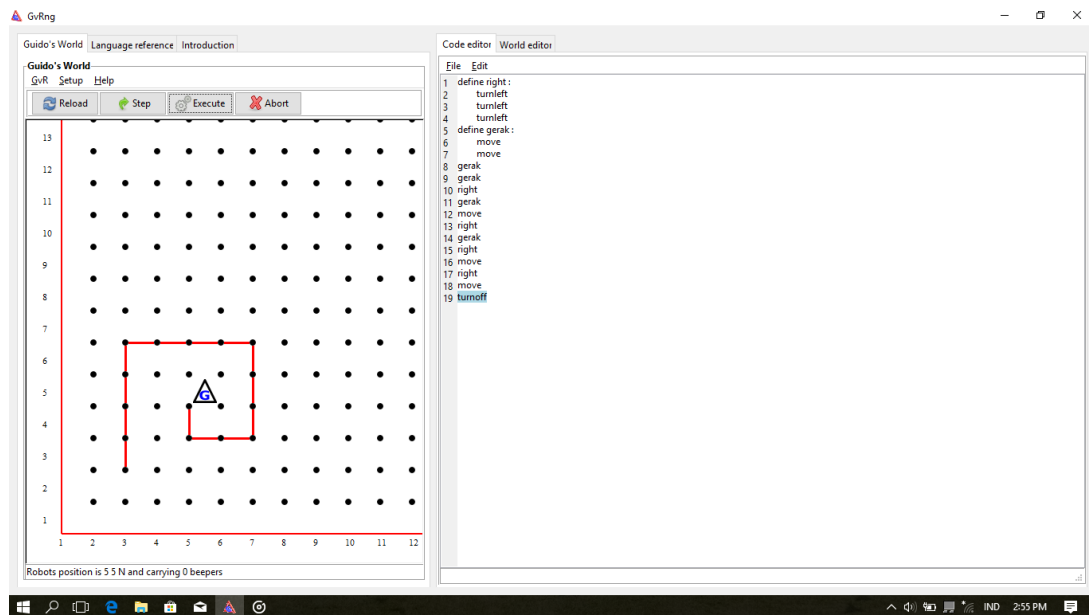 GvRng
Guido's World Language reference Introduction
Guido's World
GvR Setup Help
Reload Step Execute Abort
13
12
11
10
9
8
7
6
5
4
3
2
1
G
1 2 3 4 5 6 7 8 9 10 11 12
Robots position is 5 5 N and carrying 0 beepers
Code editor World editor
File Edit
1 define right :
2 turnleft
3 turnleft
4 turnleft
5 define gerak :
6 move
7 move
8 gerak
9 gerak
10 right
11 gerak
12 move
13 right
14 gerak
15 right
16 move
17 right
18 move
19 turnoff
IND 2:55 PM